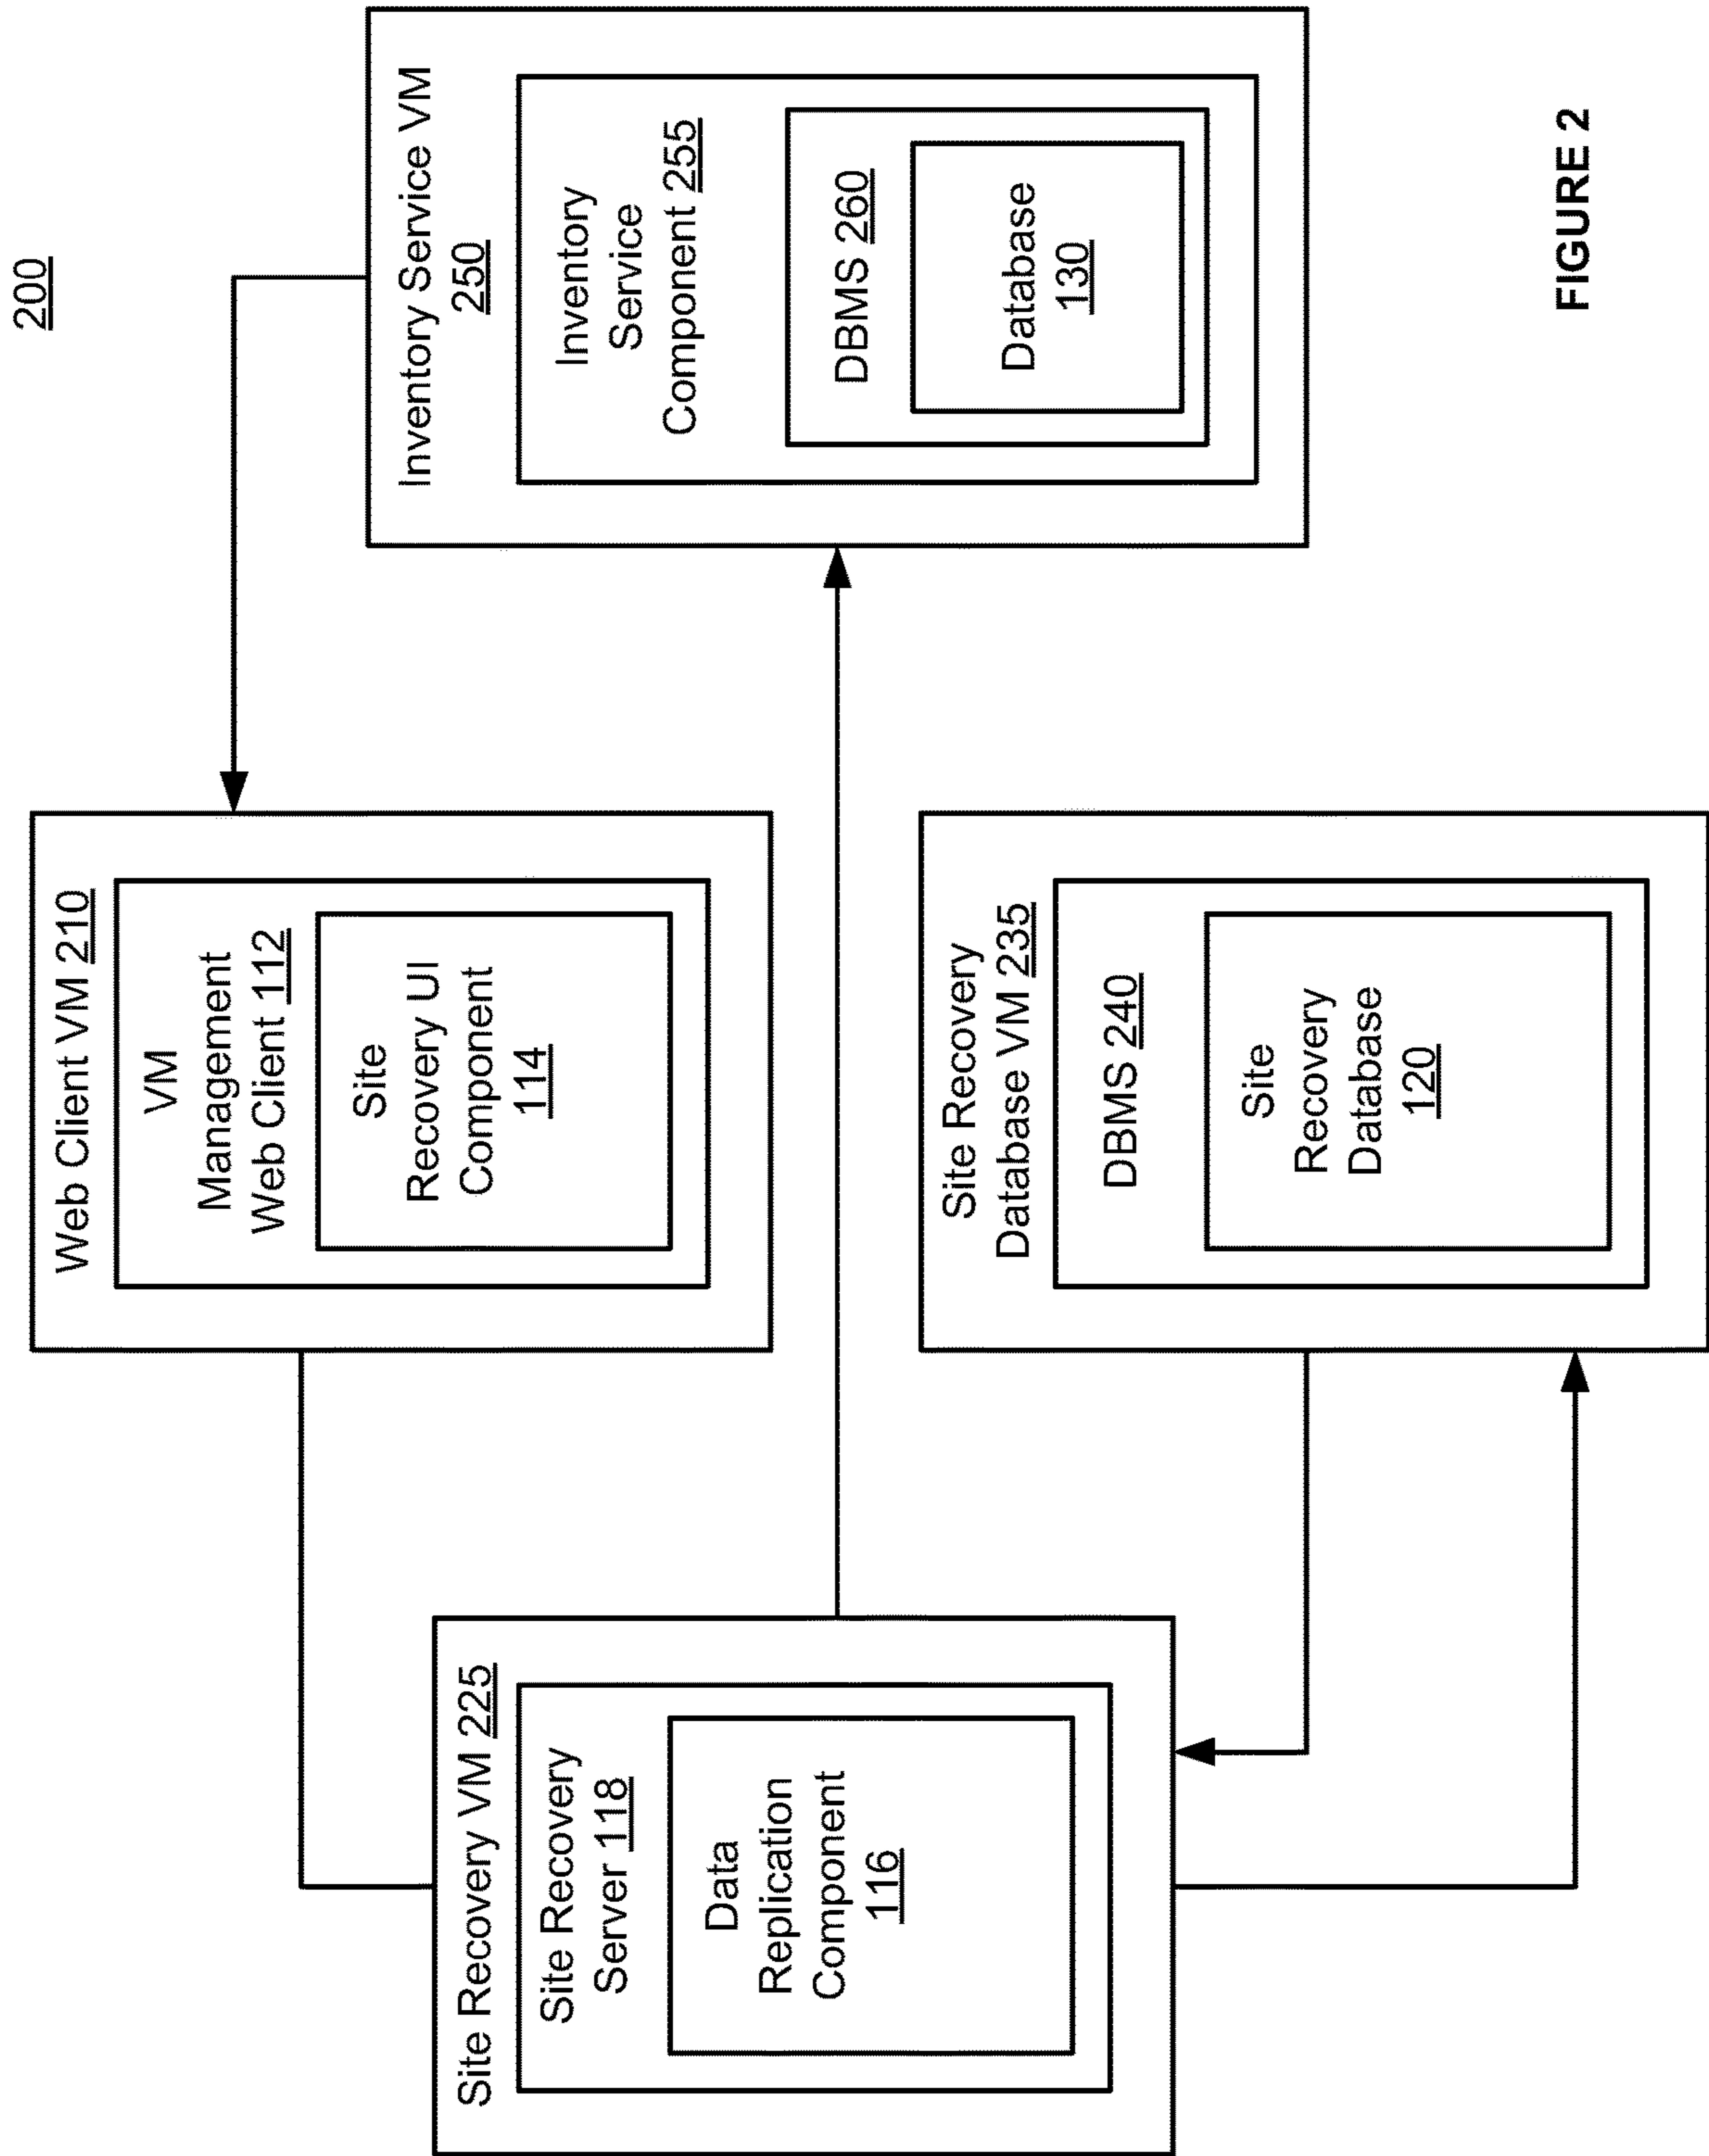 200
Web Client VM 210
VM
Management
Web Client 112
Site
Recovery UI
Component
114
Inventory Service VM
250
Inventory
Service
Component 255
DBMS 260
Database
130
Site Recovery VM 225
Site Recovery
Server 118
Data
Replication
Component
116
Site Recovery
Database VM 235
DBMS 240
Site
Recovery
Database
120
FIGURE 2